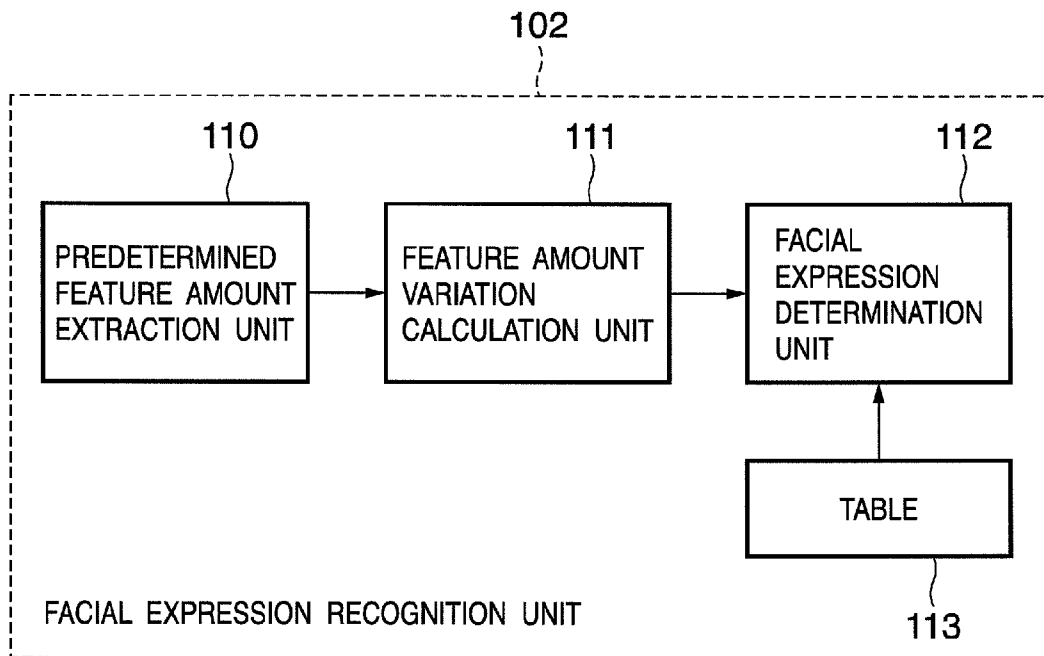 102
110
111
112
PREDETERMINED
FEATURE AMOUNT
EXTRACTION UNIT
FEATURE AMOUNT
VARIATION
CALCULATION UNIT
FACIAL
EXPRESSION
DETERMINATION
UNIT
TABLE
FACIAL EXPRESSION RECOGNITION UNIT
113